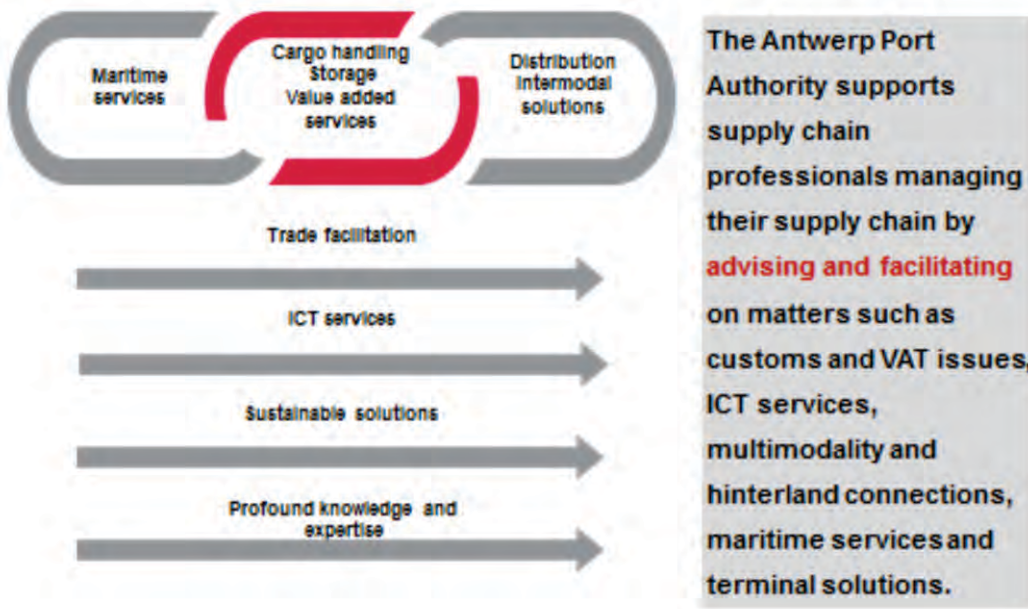 Maritime
services
Cargo handling
Storage
Value added
services
Distribution
Intermodal
solutions
Trade facilitation
ICT services
Sustainable solutions
Profound knowledge and
expertise
The Antwerp Port
Authority supports
supply chain
professionals managing
their supply chain by
advising and facilitating
on matters such as
customs and VAT issues,
ICT services,
multimodality and
hinterland connections,
maritime services and
terminal solutions.